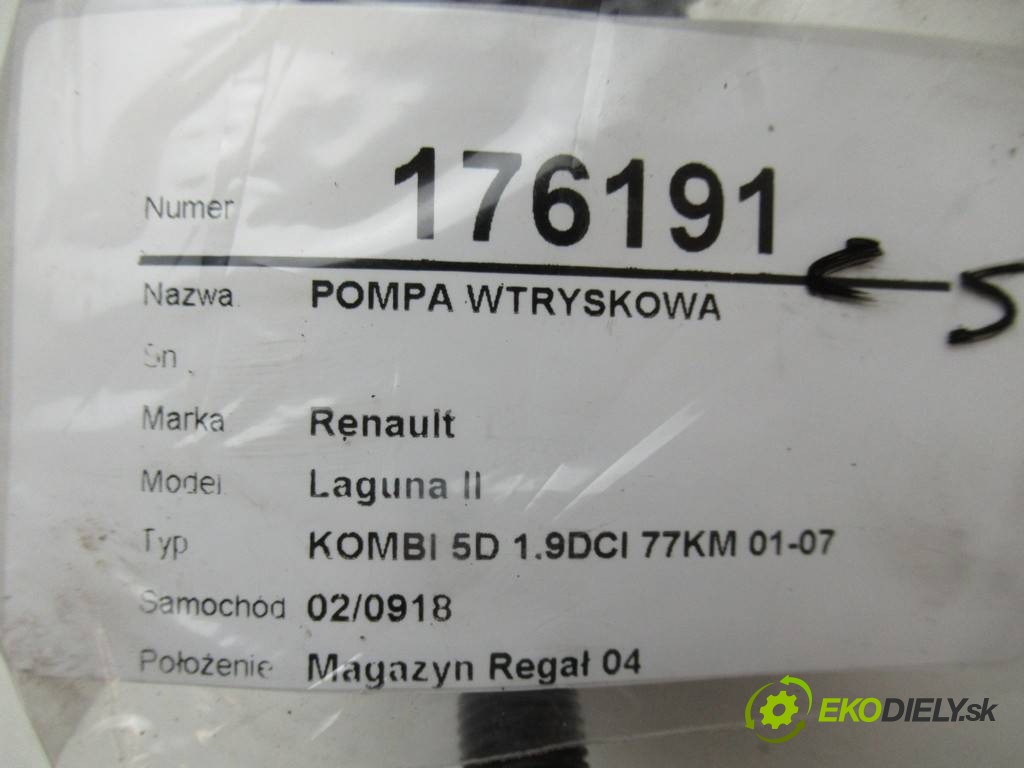 Numer 176191
Nazwa POMPA WTRYSKOWA
Sn
Marka Renault
Model Laguna II
Typ KOMBI 5D 1.9DCI 77KM 01-07
Samochód 02/0918
Położenie Magazyn Regał 04
EKODIELY.sk